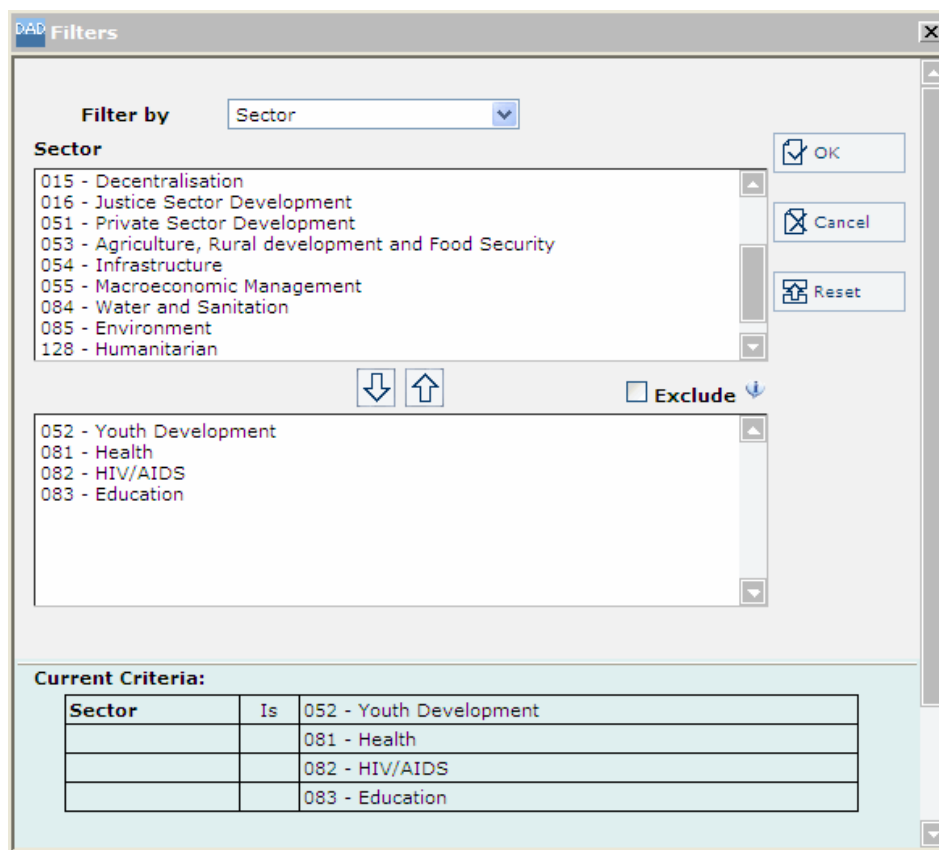 DAD Filters
Filter by Sector
Sector
OK
015 - Decentralisation
016 - Justice Sector Development
051 - Private Sector Development
Cancel
053 - Agriculture, Rural development and Food Security
054 - Infrastructure
055 - Macroeconomic Management
Reset
084 - Water and Sanitation
085 - Environment
128 - Humanitarian
Exclude
052 - Youth Development
081 - Health
082 - HIV/AIDS
083 - Education
Current Criteria:
Sector Is 052 - Youth Development
081 - Health
082 - HIV/AIDS
083 - Education